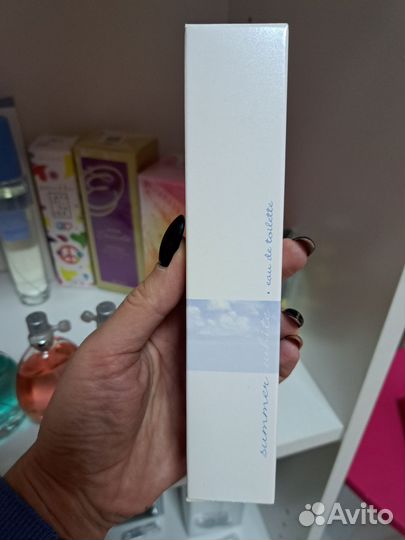 summer white • eau de toilette
Avito